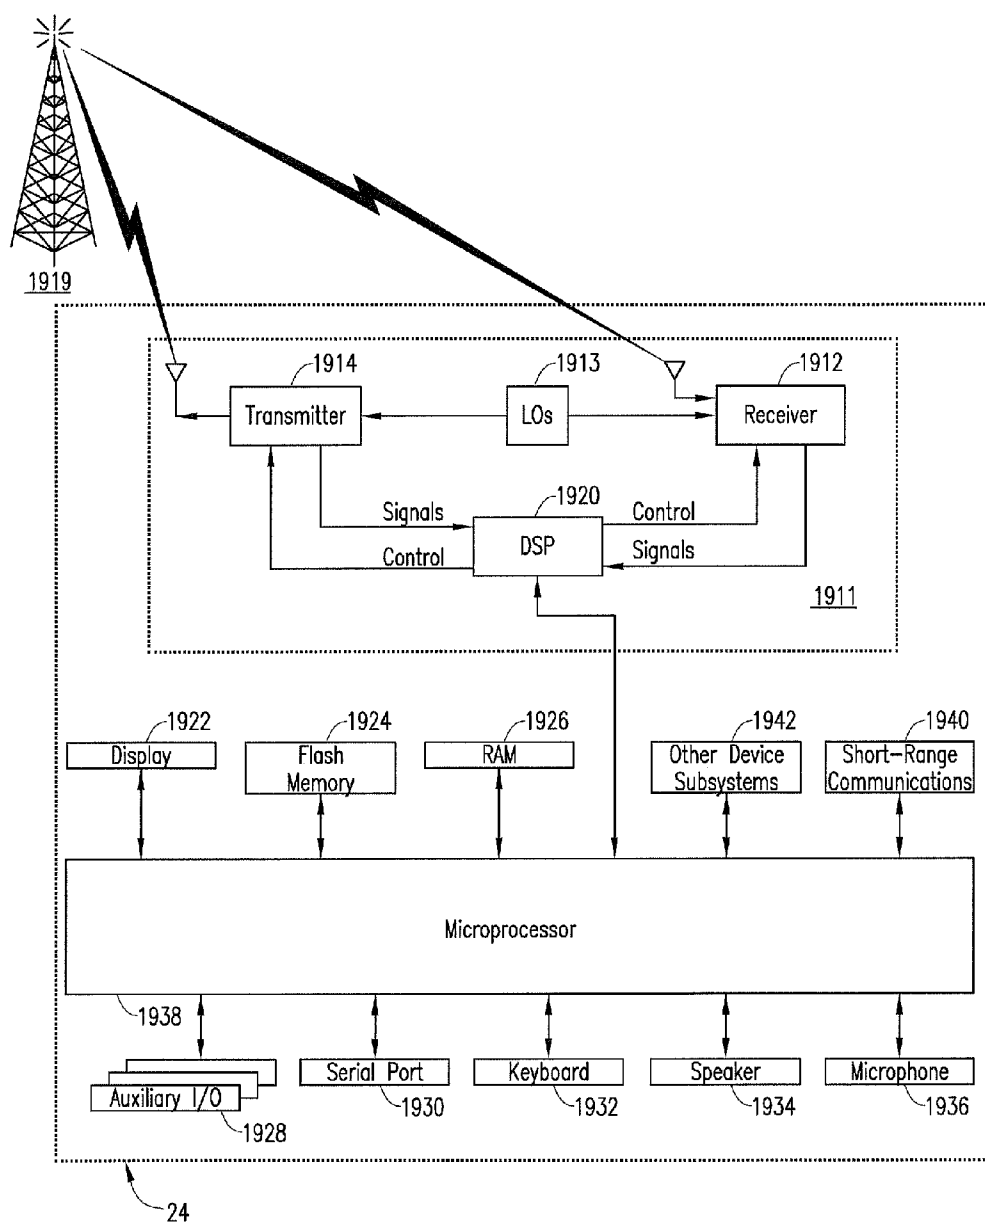 1919
1914
1913
1912
Transmitter
LOs
Receiver
1920
Signals
Control
DSP
Control
Signals
1911
1922
1924
1926
1942
1940
Display
Flash
Memory
RAM
Other Device
Subsystems
Short-Range
Communications
Microprocessor
1938
Auxiliary I/O
1928
Serial Port
1930
Keyboard
1932
Speaker
1934
Microphone
1936
24